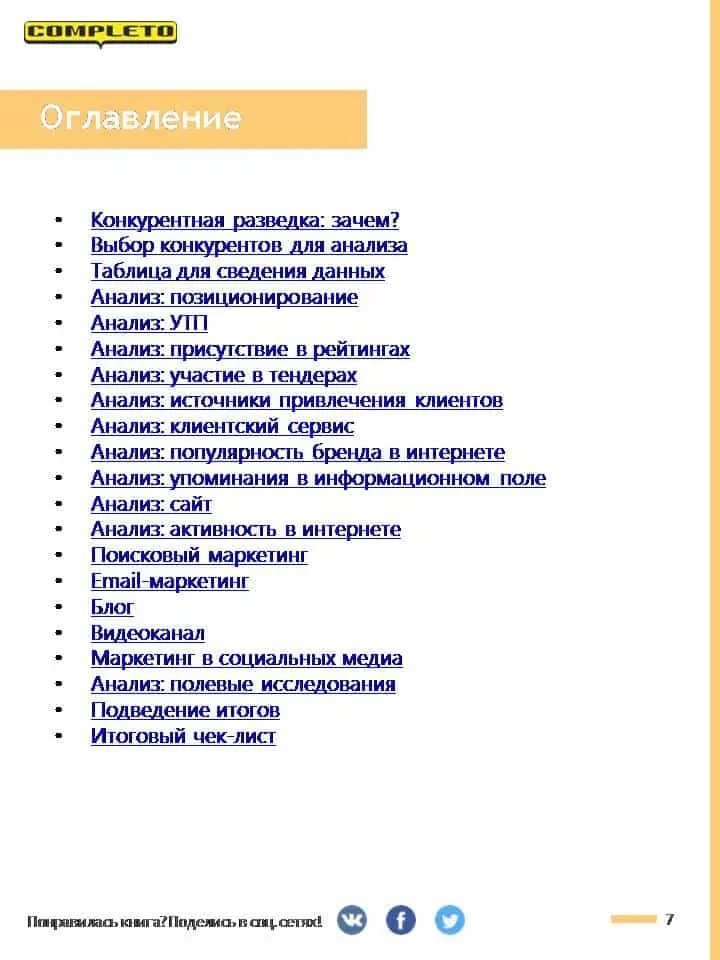 COMPLETO
Оглавление
• Конкурентная разведка: зачем?
• Выбор конкурентов для анализа
• Таблица для сведения данных
• Анализ: позиционирование
• Анализ: УТП
• Анализ: присутствие в рейтингах
• Анализ: участие в тендерах
• Анализ: источники привлечения клиентов
• Анализ: клиентский сервис
• Анализ: популярность бренда в интернете
• Анализ: упоминания в информационном поле
• Анализ: сайт
• Анализ: активность в интернете
• Поисковый маркетинг
• Email-маркетинг
• Блог
• Видеоканал
• Маркетинг в социальных медиа
• Анализ: полевые исследования
• Подведение итогов
• Итоговый чек-лист
Понравилась книга? Поделись в соц. сетях!
7